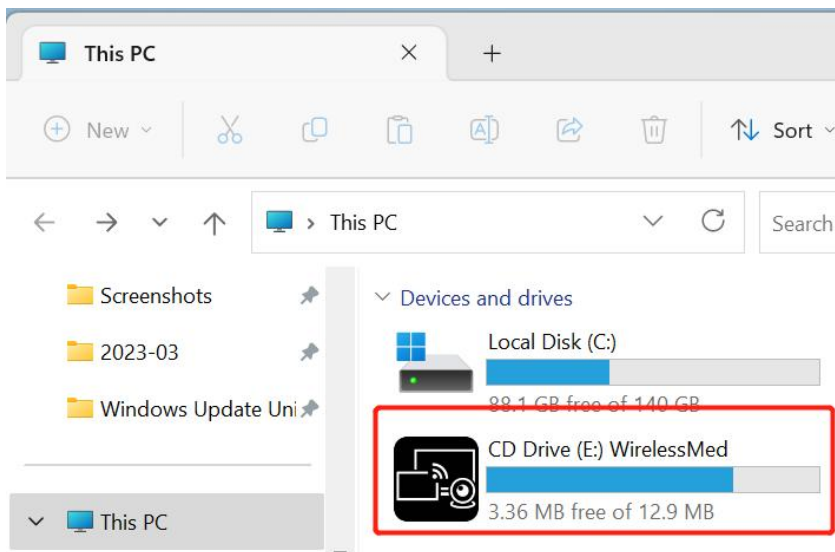 This PC
New
Sort
This PC
Search
Screenshots
2023-03
Windows Update Uni
This PC
Devices and drives
Local Disk (C:)
88.1 GB free of 140 GB
CD Drive (E:) WirelessMed
3.36 MB free of 12.9 MB